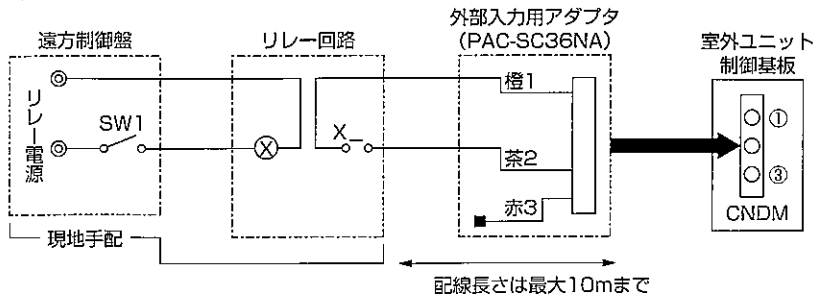 遠方制御盤
リレー回路
外部入力用アダプタ
(PAC-SC36NA)
室外ユニット
制御基板
リレー電源
SW1
X
X_
橙1
茶2
赤3
①
③
CNDM
現地手配
配線長さは最大10mまで